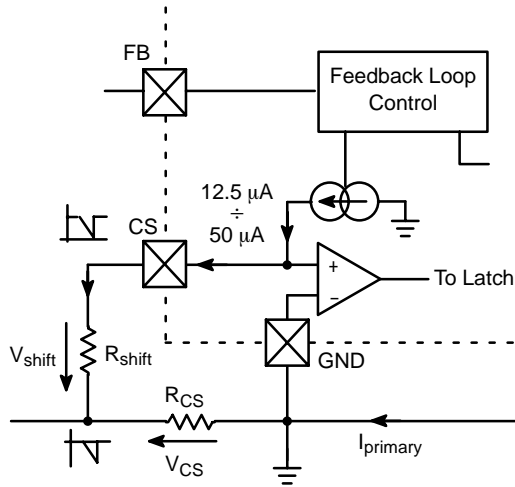 FB
Feedback Loop
Control
12.5 μA
÷
50 μA
CS
+
−
To Latch
GND
Vshift
Rshift
RCS
VCS
Iprimary